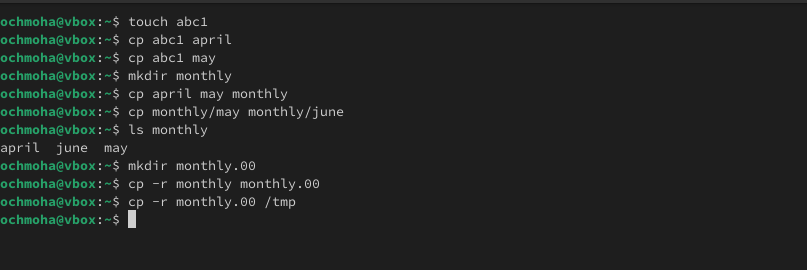 ochmoha@vbox:~$ touch abc1
ochmoha@vbox:~$ cp abc1 april
ochmoha@vbox:~$ cp abc1 may
ochmoha@vbox:~$ mkdir monthly
ochmoha@vbox:~$ cp april may monthly
ochmoha@vbox:~$ cp monthly/may monthly/june
ochmoha@vbox:~$ ls monthly
april  june  may
ochmoha@vbox:~$ mkdir monthly.00
ochmoha@vbox:~$ cp -r monthly monthly.00
ochmoha@vbox:~$ cp -r monthly.00 /tmp
ochmoha@vbox:~$